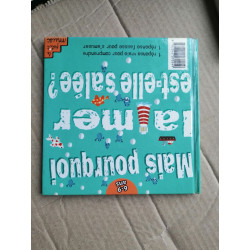 6-9
ans
Mais pourquoi
la mer
est-elle salée?
1 réponse vraie pour comprendre
1 réponse fausse pour s'amuser